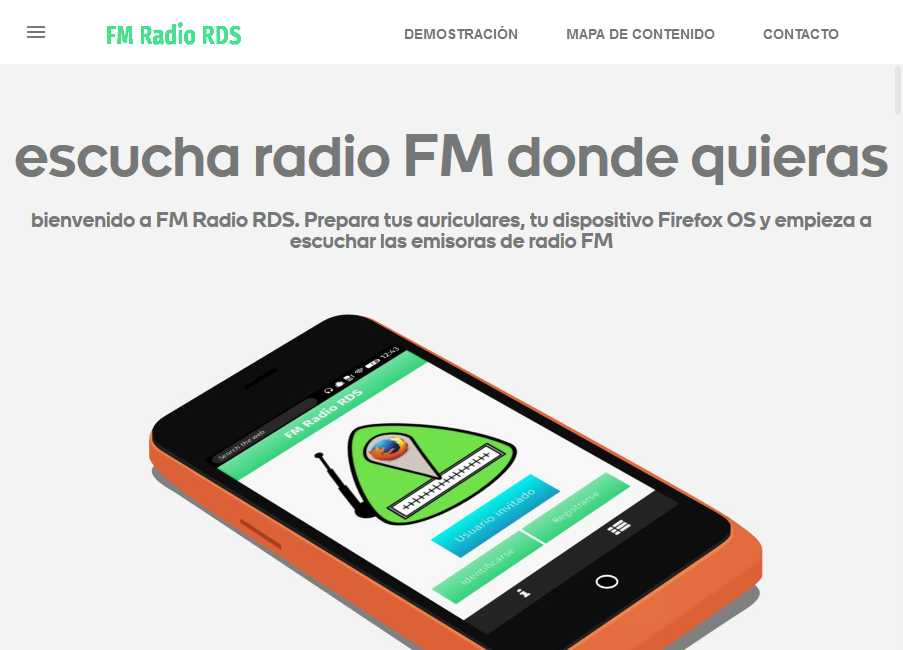 FM Radio RDS
DEMOSTRACIÓN
MAPA DE CONTENIDO
CONTACTO
escucha radio FM donde quieras
bienvenido a FM Radio RDS. Prepara tus auriculares, tu dispositivo Firefox OS y empieza a
escuchar las emisoras de radio FM
12:43
Search the web
FM Radio RDS
Usuario invitado
Identificarse
Registrarse